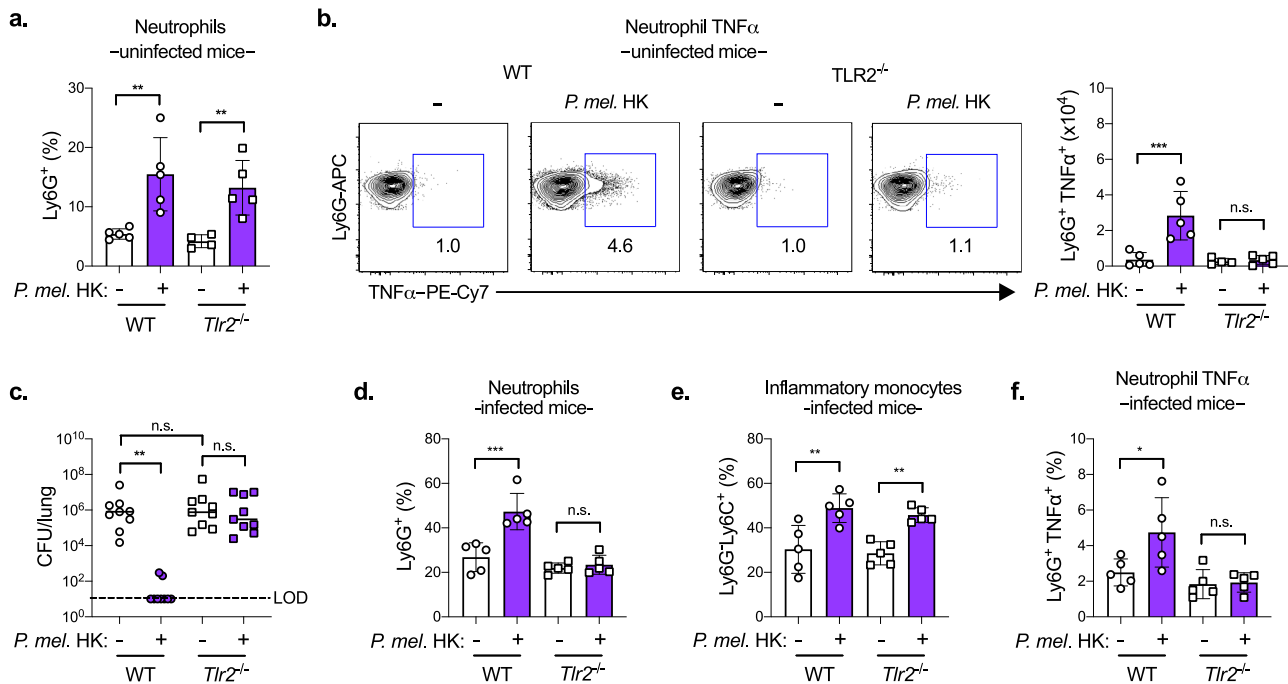 a.
Neutrophils
–uninfected mice–
Ly6G⁺ (%)
30
20
10
0
**
**
P. mel. HK: – + – +
WT Tlr2⁻/⁻
b.
Neutrophil TNFα
–uninfected mice–
WT TLR2⁻/⁻
– P. mel. HK – P. mel. HK
Ly6G-APC
1.0 4.6 1.0 1.1
TNFα–PE-Cy7
Ly6G⁺ TNFα⁺ (x10⁴)
10
8
6
4
2
0
***
n.s.
P. mel. HK: – + – +
WT Tlr2⁻/⁻
c.
CFU/lung
10¹⁰
10⁸
10⁶
10⁴
10²
10⁰
n.s.
**
n.s.
LOD
P. mel. HK: – + – +
WT Tlr2⁻/⁻
d.
Neutrophils
-infected mice-
Ly6G⁺ (%)
80
60
40
20
0
***
n.s.
P. mel. HK: – + – +
WT Tlr2⁻/⁻
e.
Inflammatory monocytes
-infected mice-
Ly6G⁻Ly6C⁺ (%)
80
60
40
20
0
**
**
P. mel. HK: – + – +
WT Tlr2⁻/⁻
f.
Neutrophil TNFα
–infected mice–
Ly6G⁺ TNFα⁺ (%)
10
8
6
4
2
0
*
n.s.
P. mel. HK: – + – +
WT Tlr2⁻/⁻